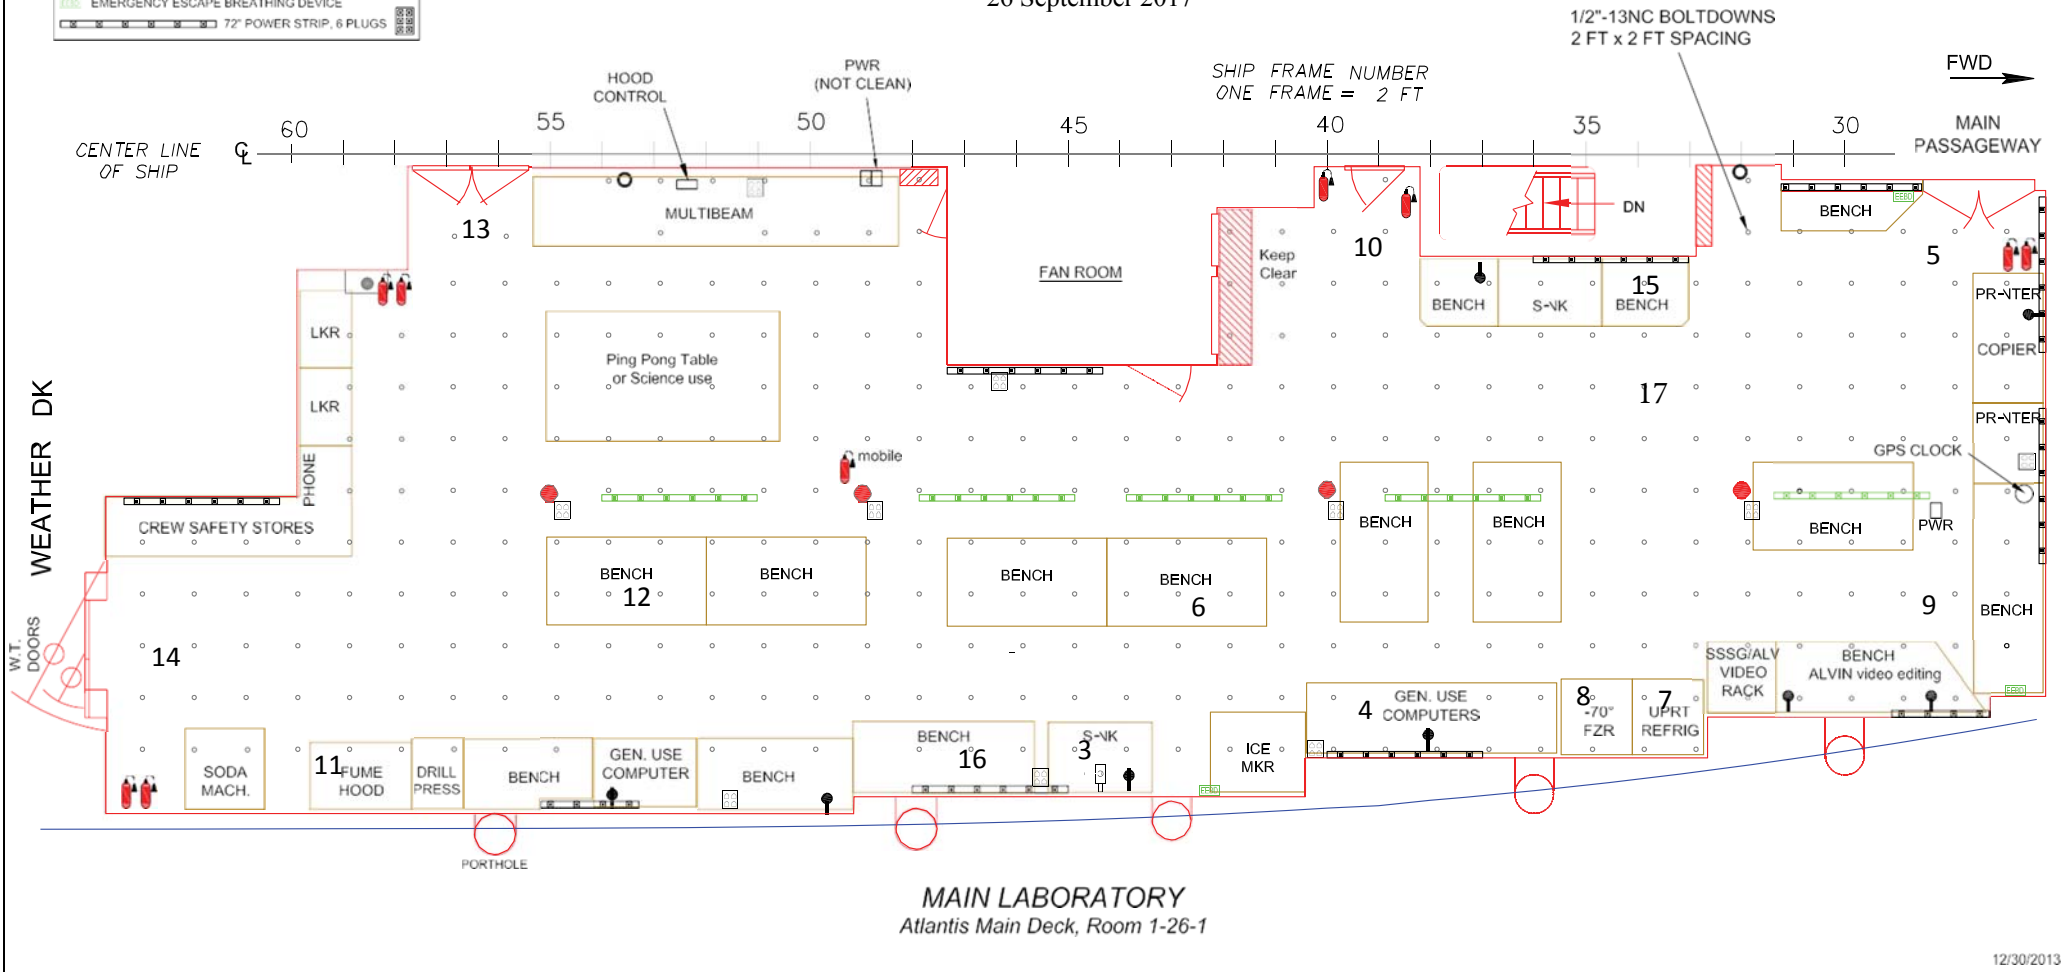 EMERGENCY ESCAPE BREATHING DEVICE
72" POWER STRIP, 6 PLUGS
26 September 2017
1/2"-13NC BOLTDOWNS
2 FT x 2 FT SPACING
FWD
HOOD
CONTROL
PWR
(NOT CLEAN)
SHIP FRAME NUMBER
ONE FRAME = 2 FT
MAIN
PASSAGEWAY
CENTER LINE
OF SHIP
CL
60
55
50
45
40
35
30
MULTIBEAM
13
FAN ROOM
Keep
Clear
10
DN
BENCH
5
BENCH
S-NK
15
BENCH
PR-NTER
COPIER
PR-NTER
GPS CLOCK
LKR
LKR
PHONE
Ping Pong Table
or Science use
17
mobile
WEATHER DK
CREW SAFETY STORES
BENCH
12
BENCH
BENCH
BENCH
6
BENCH
BENCH
BENCH
PWR
9
BENCH
W.T.
DOORS
14
SODA
MACH.
11
FUME
HOOD
DRILL
PRESS
BENCH
GEN. USE
COMPUTER
BENCH
BENCH
16
S-NK
3
ICE
MKR
4
GEN. USE
COMPUTERS
8
-70°
FZR
7
UPRT
REFRIG
SSSG/ALV
VIDEO
RACK
BENCH
ALVIN video editing
EEBD
EEBD
EEBD
PORTHOLE
MAIN LABORATORY
Atlantis Main Deck, Room 1-26-1
12/30/2013